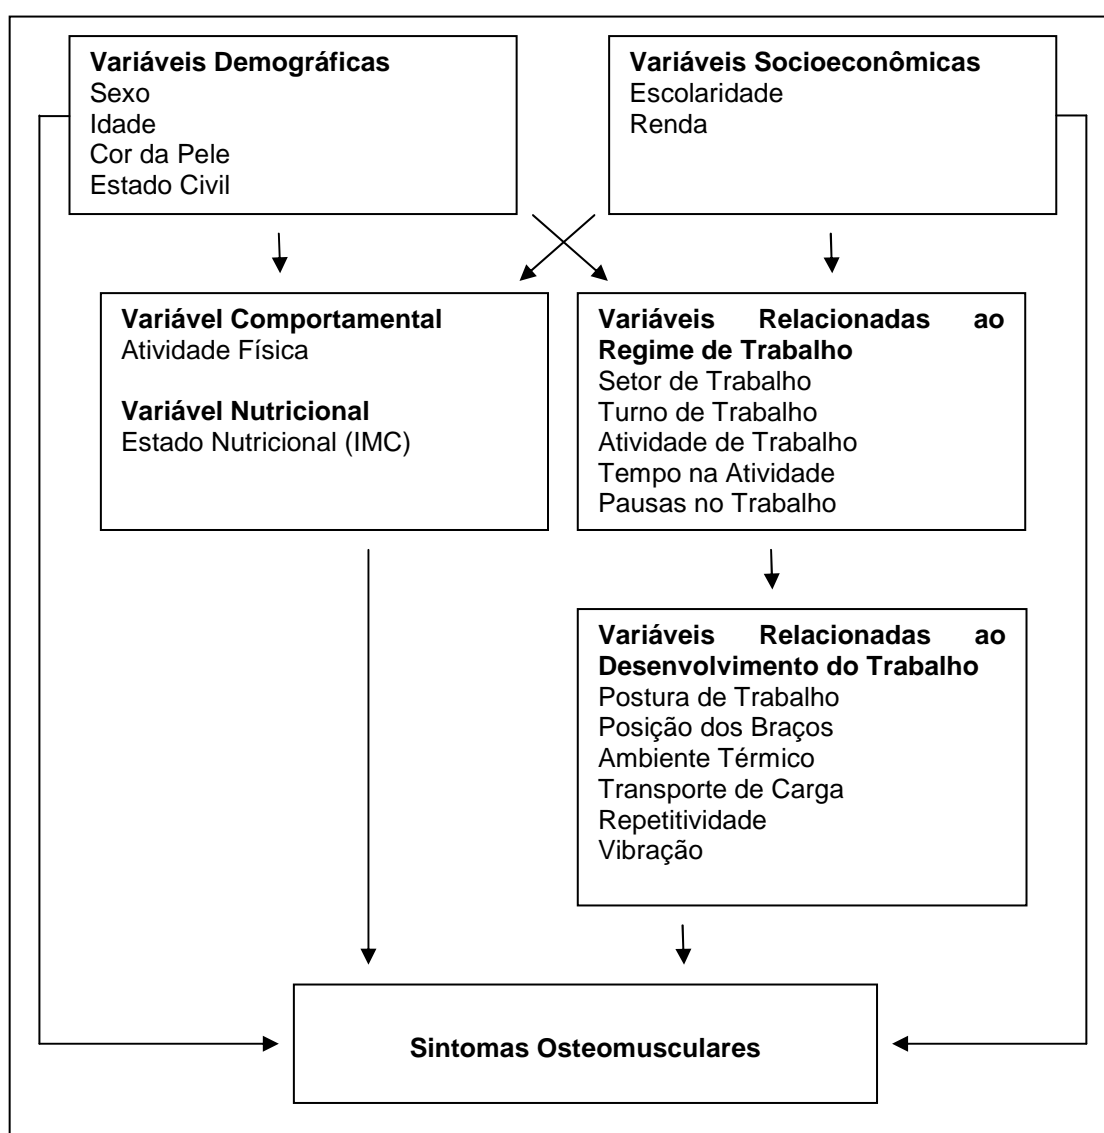 Variáveis Demográficas
Sexo
Idade
Cor da Pele
Estado Civil
Variáveis Socioeconômicas
Escolaridade
Renda
Variável Comportamental
Atividade Física
Variável Nutricional
Estado Nutricional (IMC)
Variáveis Relacionadas ao
Regime de Trabalho
Setor de Trabalho
Turno de Trabalho
Atividade de Trabalho
Tempo na Atividade
Pausas no Trabalho
Variáveis Relacionadas ao
Desenvolvimento do Trabalho
Postura de Trabalho
Posição dos Braços
Ambiente Térmico
Transporte de Carga
Repetitividade
Vibração
Sintomas Osteomusculares